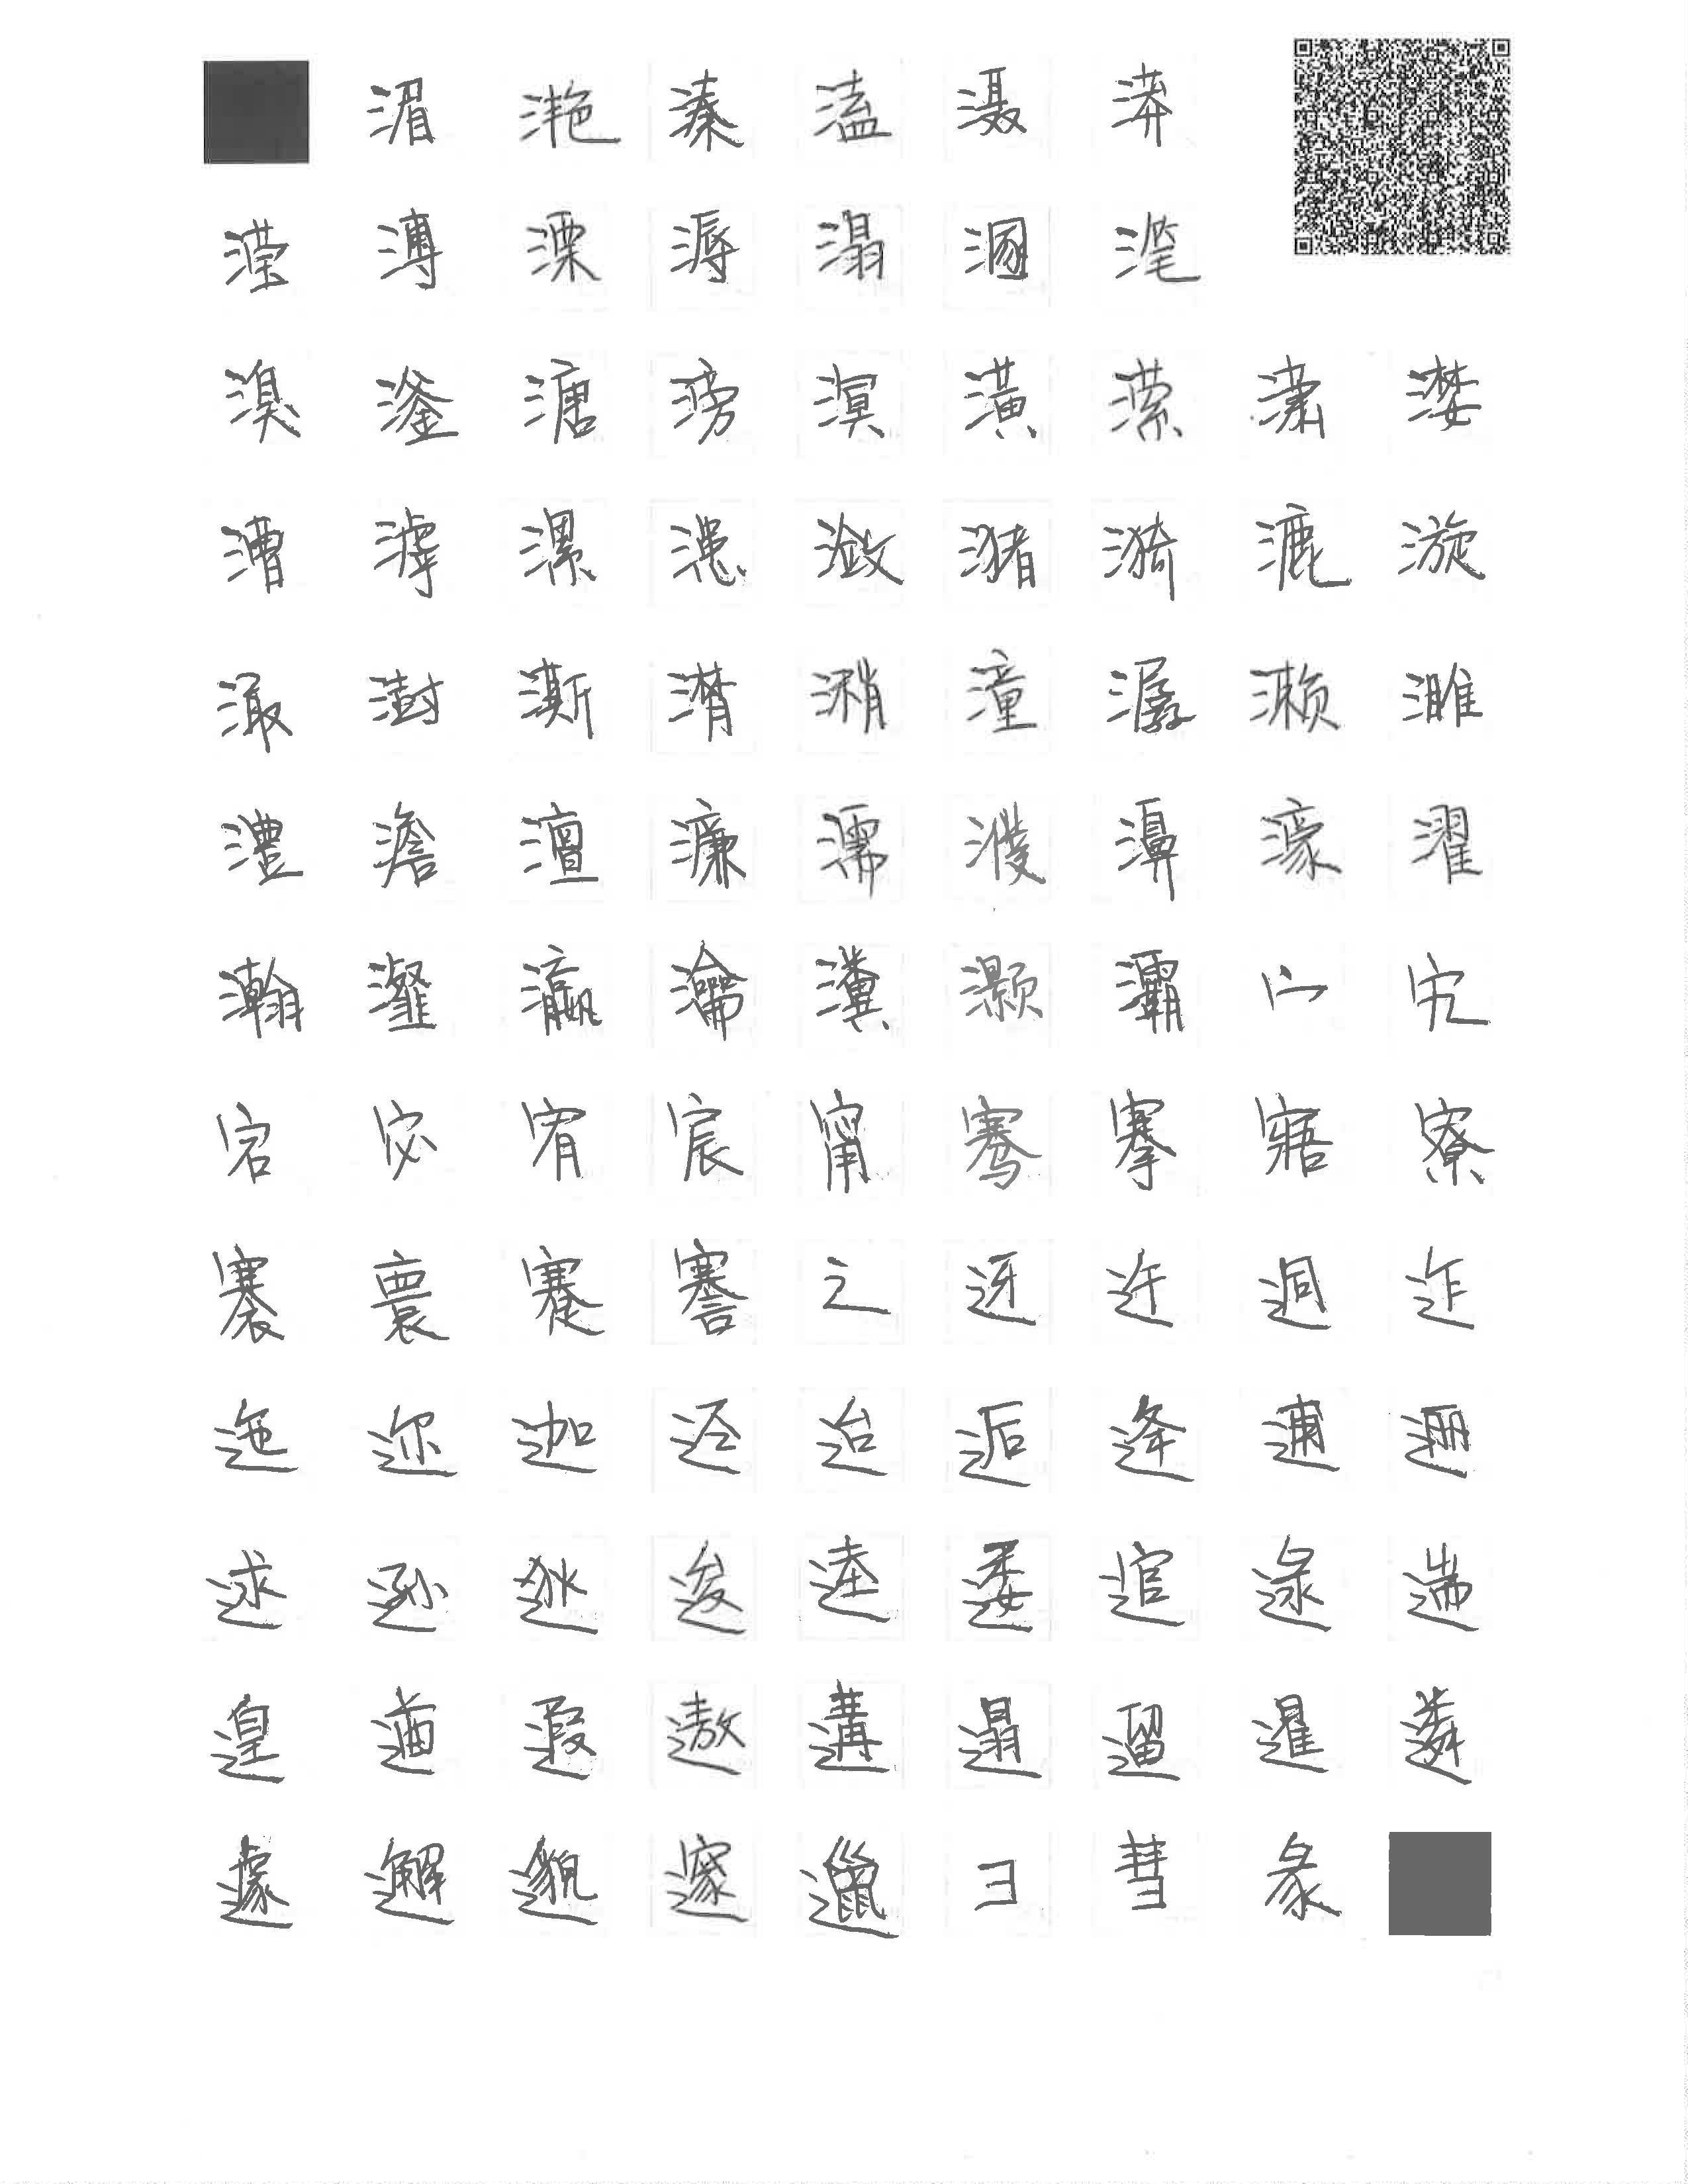 湄 滟 溱 溘 滠 漭
滢 溥 溧 溽 溻 溷 滗
溴 滏 溏 滂 溟 潢 潆 潇 漤
漕 滹 漯 漶 潋 潴 漪 漉 漩
澉 澍 澌 潸 潲 潼 潺 濑 濉
澧 澹 澶 濂 濡 濮 濞 濠 濯
瀚 瀣 瀛 瀹 瀵 灏 灞 宀 宄
宕 宓 宥 宸 甯 骞 搴 寤 寮
褰 寰 蹇 謇 辶 迓 迕 迥 迮
迤 迩 迦 迳 迨 逅 逄 逋 逦
逑 逊 逖 逡 逵 逶 逭 逯 遄
遑 遒 遐 遨 遘 遢 遛 暹 遴
遽 邂 邈 邃 邋 彐 彗 彖